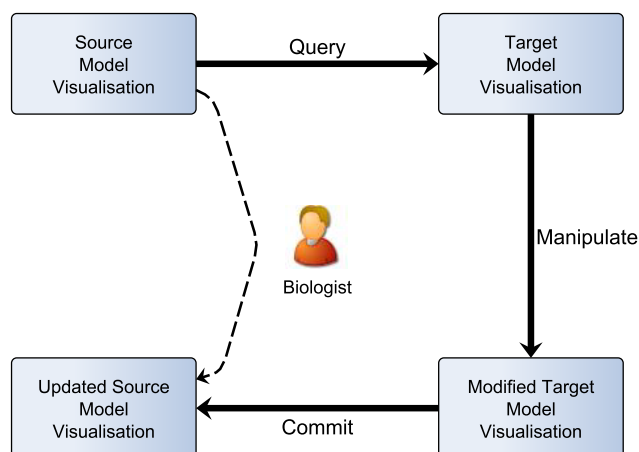 Source
Model
Visualisation
Query
Target
Model
Visualisation
Manipulate
Biologist
Updated Source
Model
Visualisation
Commit
Modified Target
Model
Visualisation